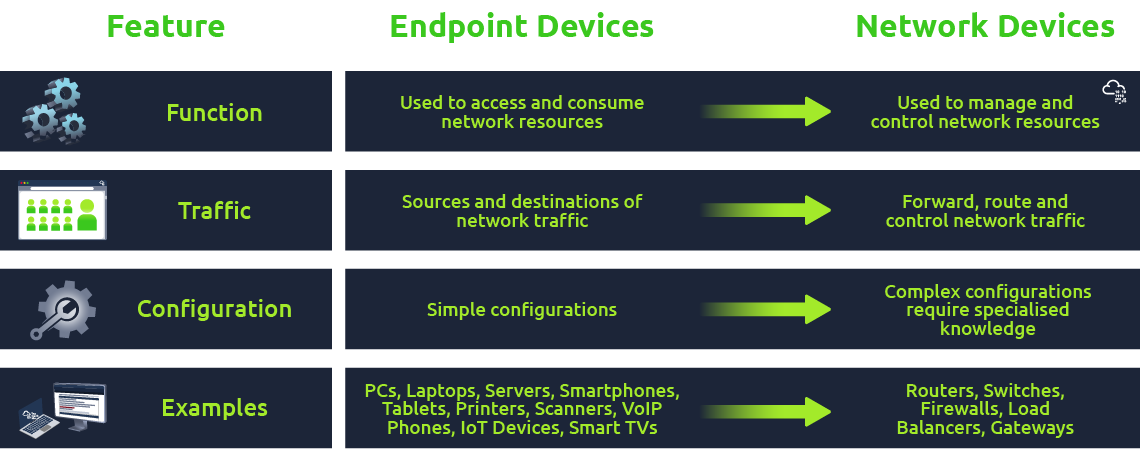 Feature
Endpoint Devices
Network Devices
Function
Used to access and consume
network resources
Used to manage and
control network resources
Traffic
Sources and destinations of
network traffic
Forward, route and
control network traffic
Configuration
Simple configurations
Complex configurations
require specialised
knowledge
Examples
PCs, Laptops, Servers, Smartphones,
Tablets, Printers, Scanners, VoIP
Phones, IoT Devices, Smart TVs
Routers, Switches,
Firewalls, Load
Balancers, Gateways